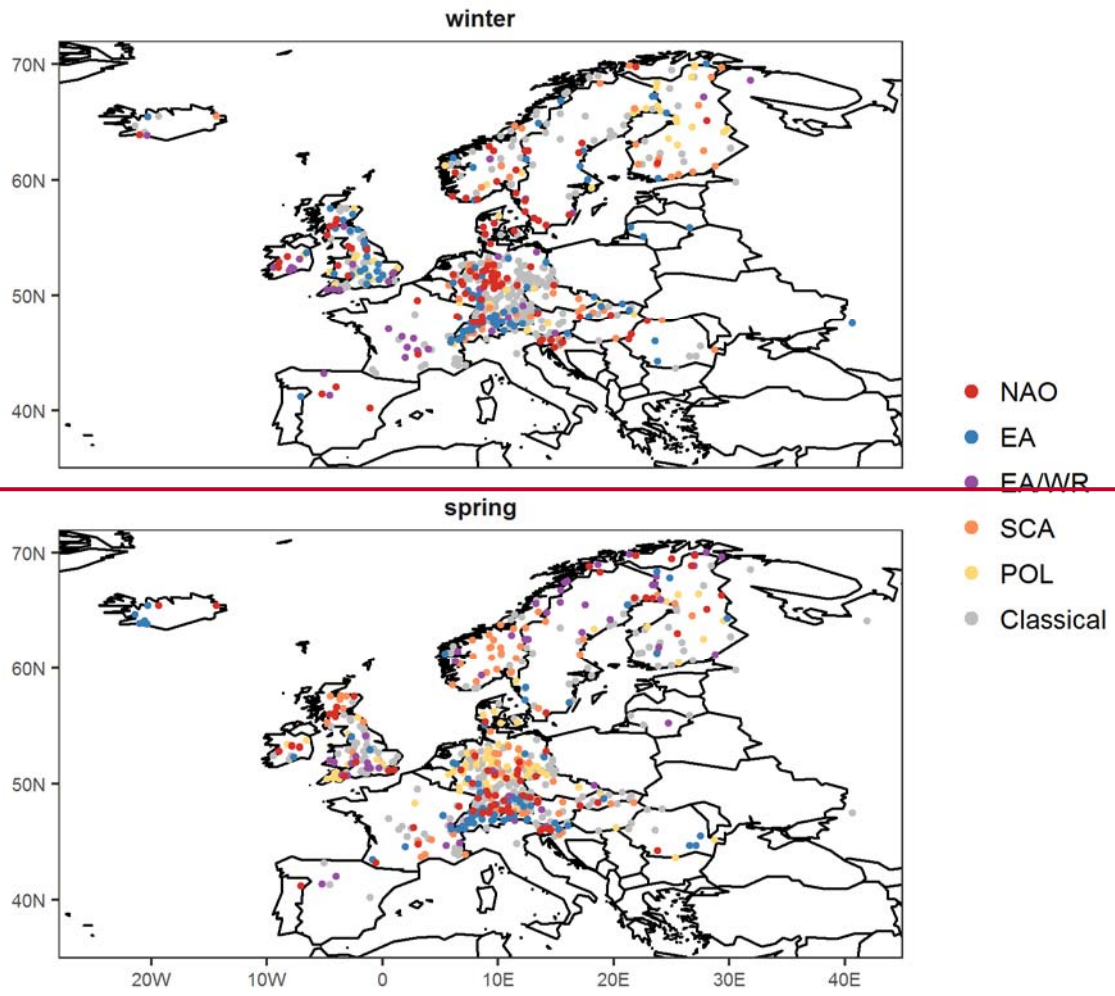 winter
70N
60N
50N
40N
NAO
EA
EA/WR
SCA
POL
Classical
spring
70N
60N
50N
40N
20W
10W
0
10E
20E
30E
40E